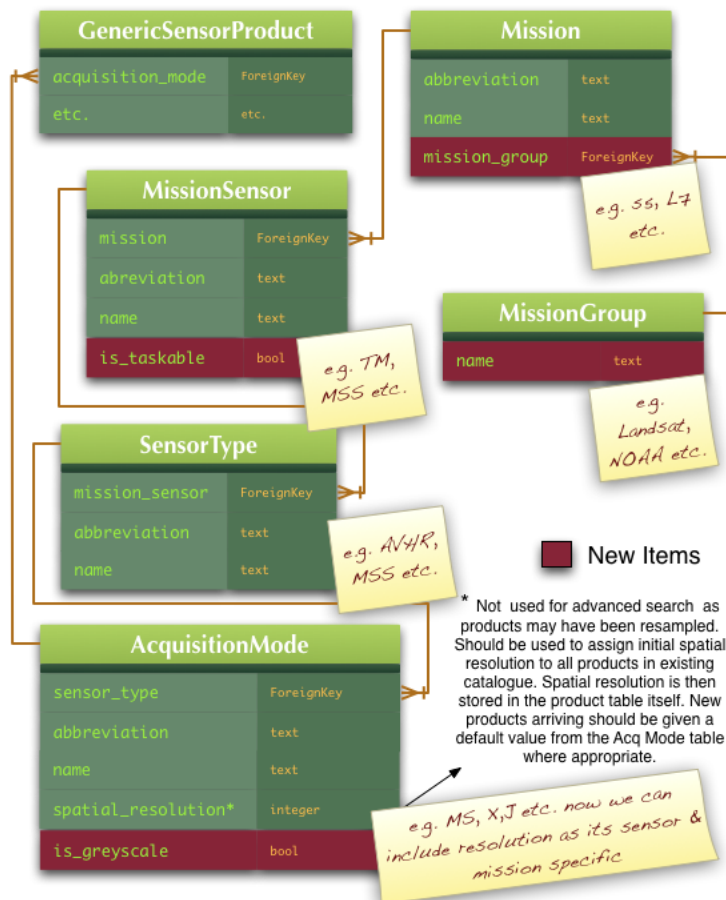 GenericSensorProduct
acquisition_mode ForeignKey
etc. etc.
Mission
abbreviation text
name text
mission_group ForeignKey
e.g. s5, L7
etc.
MissionSensor
mission ForeignKey
abreviation text
name text
is_taskable bool
e.g. TM,
MSS etc.
MissionGroup
name text
e.g.
Landsat,
NOAA etc.
SensorType
mission_sensor ForeignKey
abbreviation text
name text
e.g. AVHR,
MSS etc.
New Items
AcquisitionMode
sensor_type ForeignKey
abbreviation text
name text
spatial_resolution* integer
is_greyscale bool
* Not used for advanced search as
products may have been resampled.
Should be used to assign initial spatial
resolution to all products in existing
catalogue. Spatial resolution is then
stored in the product table itself. New
products arriving should be given a
default value from the Acq Mode table
where appropriate.
e.g. MS, X,J etc. now we can
include resolution as its sensor &
mission specific